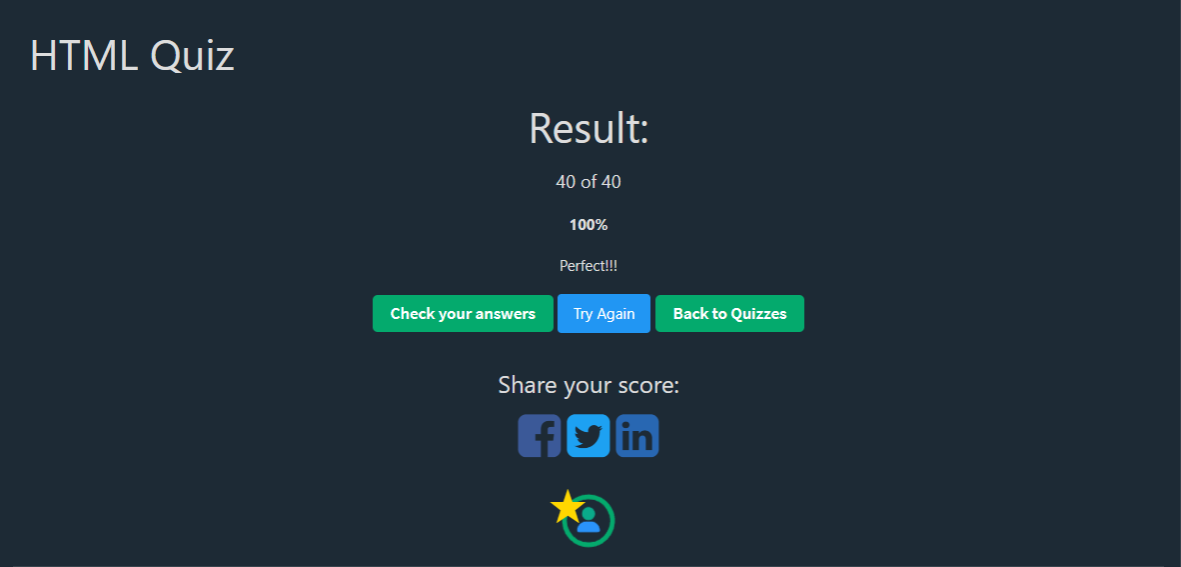 HTML Quiz
Result:
40 of 40
100%
Perfect!!!
Check your answers Try Again Back to Quizzes
Share your score: